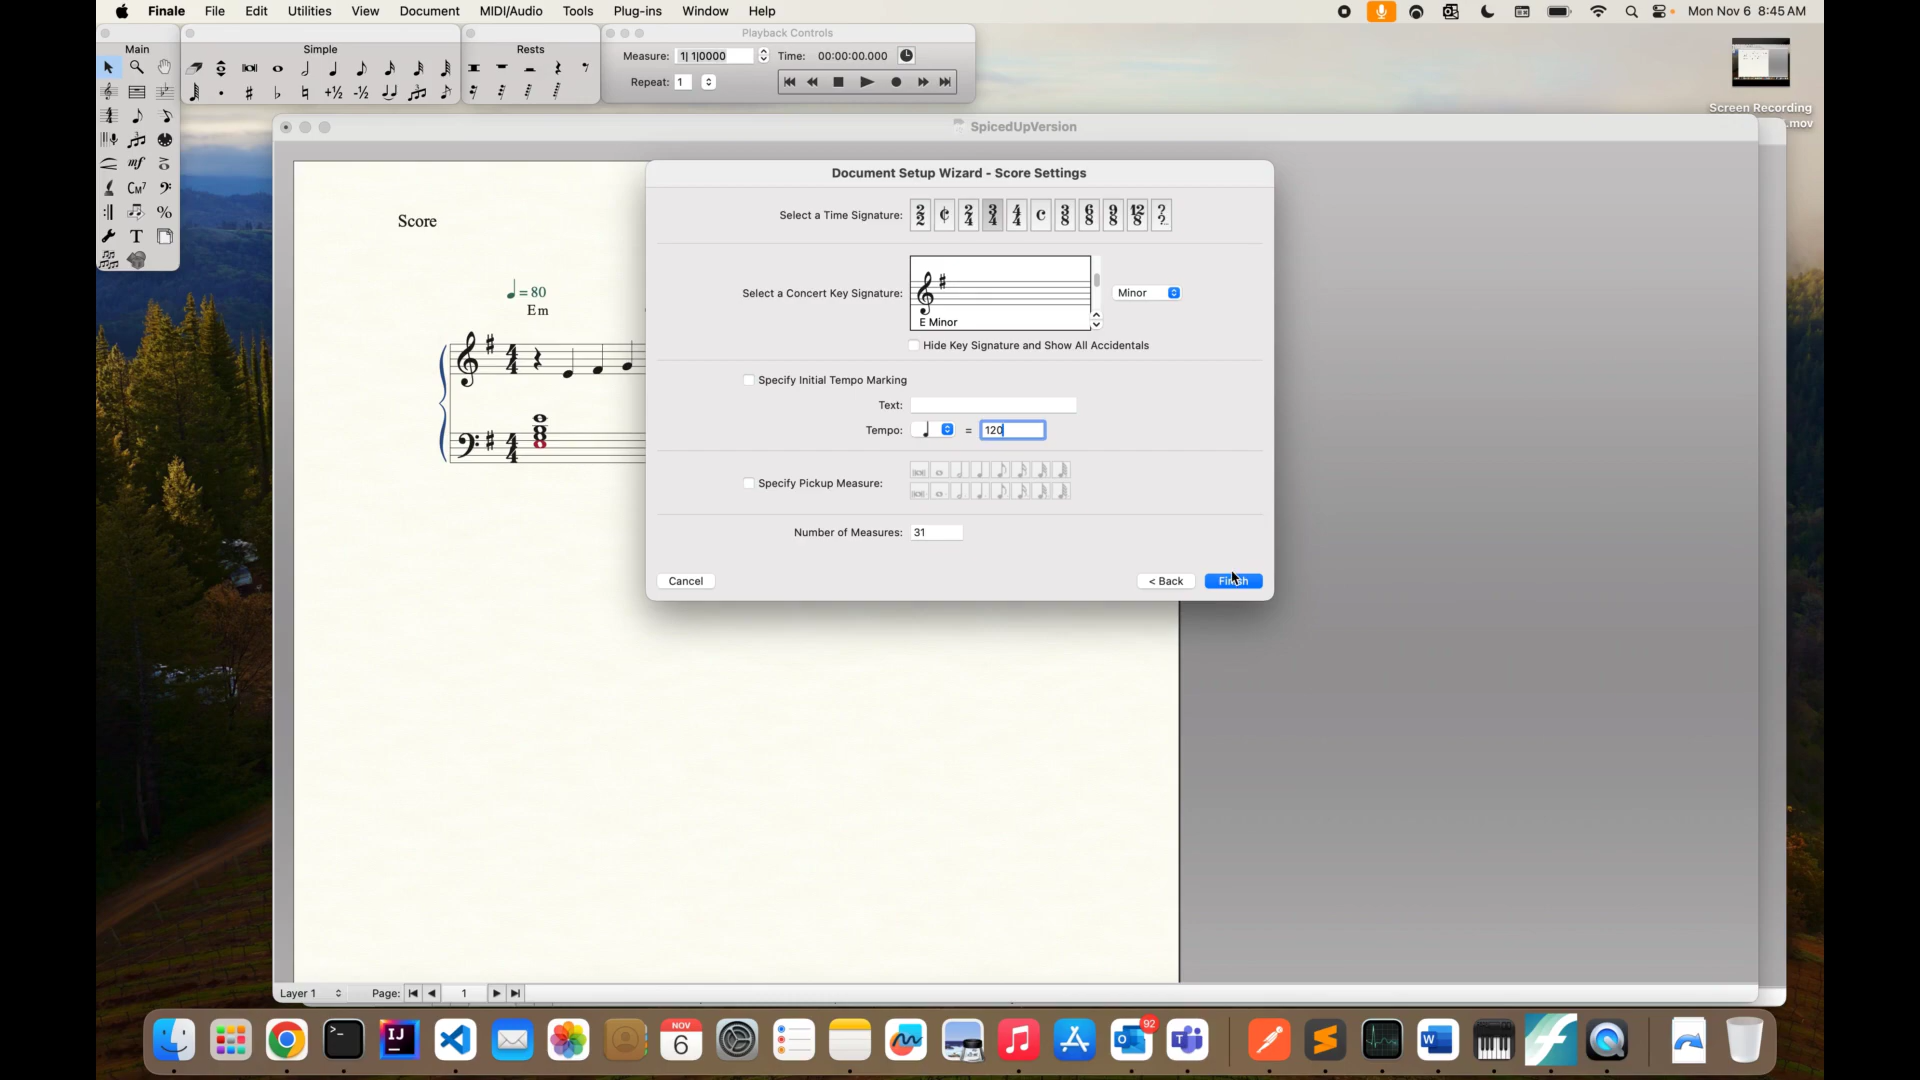 Finale File Edit Utilities View Document MIDI/Audio Tools Plug-ins Window Help Mon Nov 6 8:45 AM
Main Simple Rests Playback Controls
Measure: 1| 1|0000 Time: 00:00:00.000
Repeat: 1
Screen Recording
.mov
SpicedUpVersion
Document Setup Wizard - Score Settings
Select a Time Signature:
Score
Select a Concert Key Signature: Minor
E Minor
= 80
Em
Hide Key Signature and Show All Accidentals
Specify Initial Tempo Marking
Text:
Tempo: = 120
Specify Pickup Measure:
Number of Measures: 31
Cancel < Back Finish
Layer 1 Page: 1
NOV
6
IJ
92